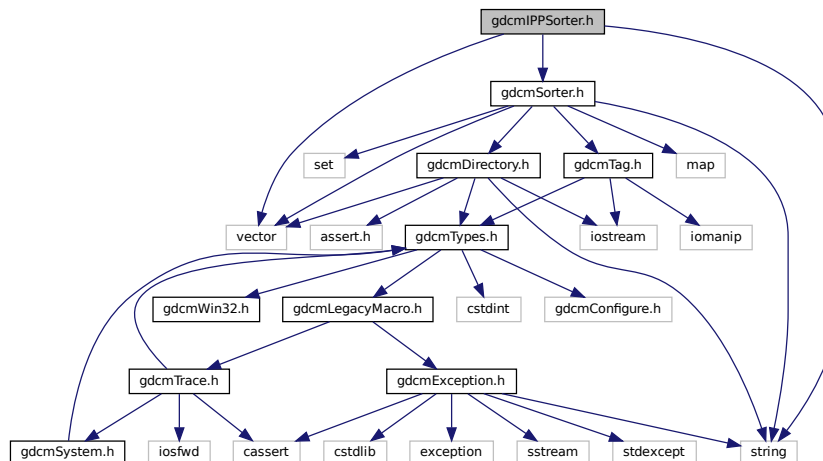 gdcmIPPSorter.h
gdcmSorter.h
set
gdcmDirectory.h
gdcmTag.h
map
vector
assert.h
gdcmTypes.h
iostream
iomanip
gdcmWin32.h
gdcmLegacyMacro.h
cstdint
gdcmConfigure.h
gdcmTrace.h
gdcmException.h
gdcmSystem.h
iosfwd
cassert
cstdlib
exception
sstream
stdexcept
string